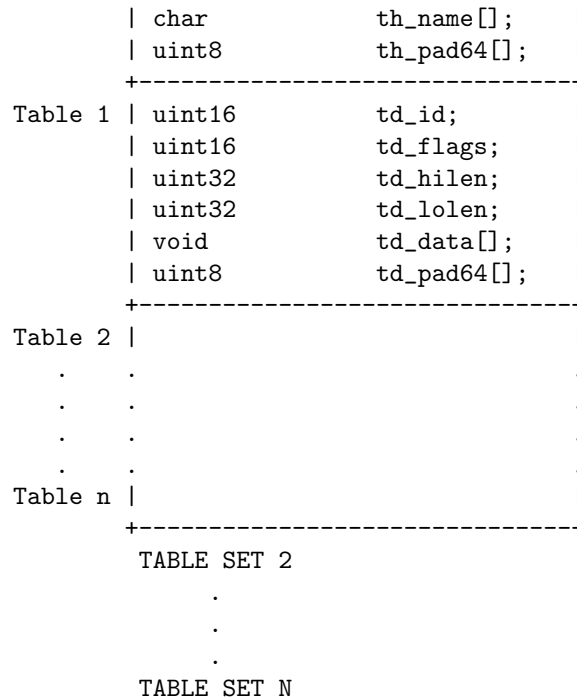 | char           th_name[];
| uint8          th_pad64[];
+--------------------------------
Table 1 | uint16         td_id;
| uint16         td_flags;
| uint32         td_hilen;
| uint32         td_lolen;
| void           td_data[];
| uint8          td_pad64[];
+--------------------------------
Table 2 |
. .
. .
. .
. .
Table n |
+--------------------------------
TABLE SET 2
.
.
.
TABLE SET N